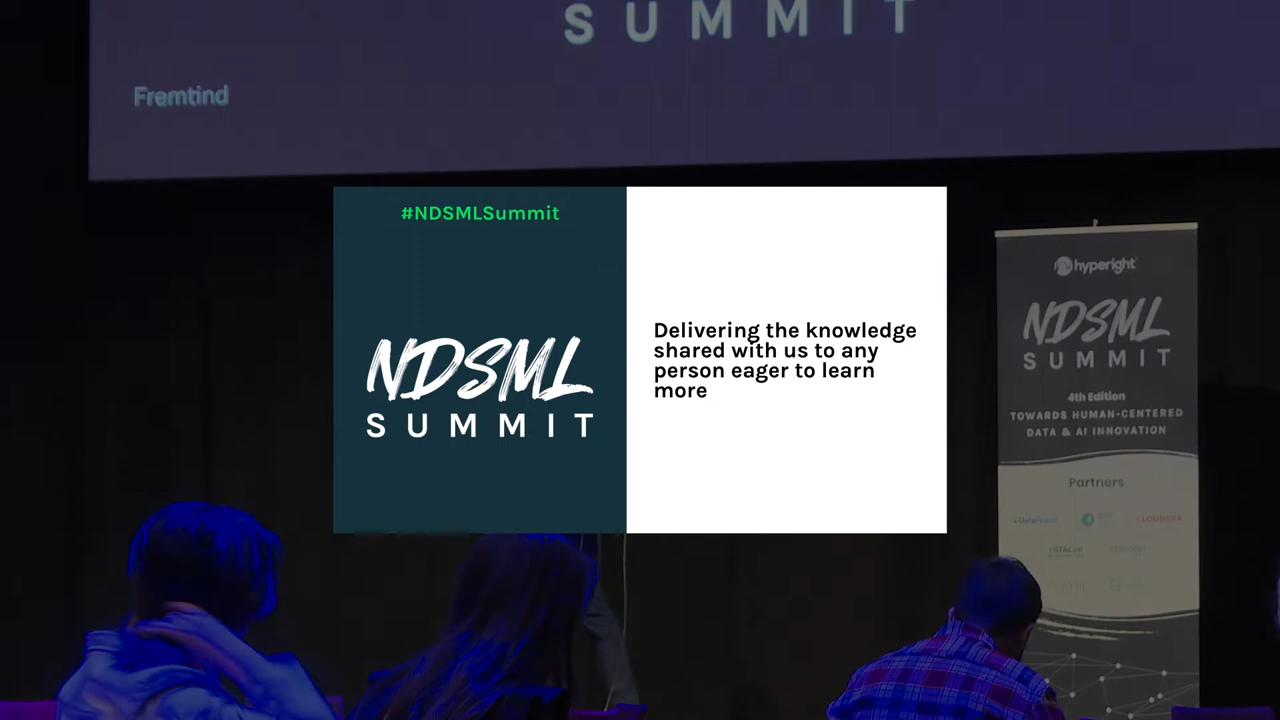 SUMMIT
Fremtind
#NDSMLSummit
NDSML
SUMMIT
Delivering the knowledge
shared with us to any
person eager to learn
more
hyperight
NDSML
SUMMIT
4th Edition
TOWARDS HUMAN-CENTERED
DATA & AI INNOVATION
Partners
CLOUDERA
HITACHI